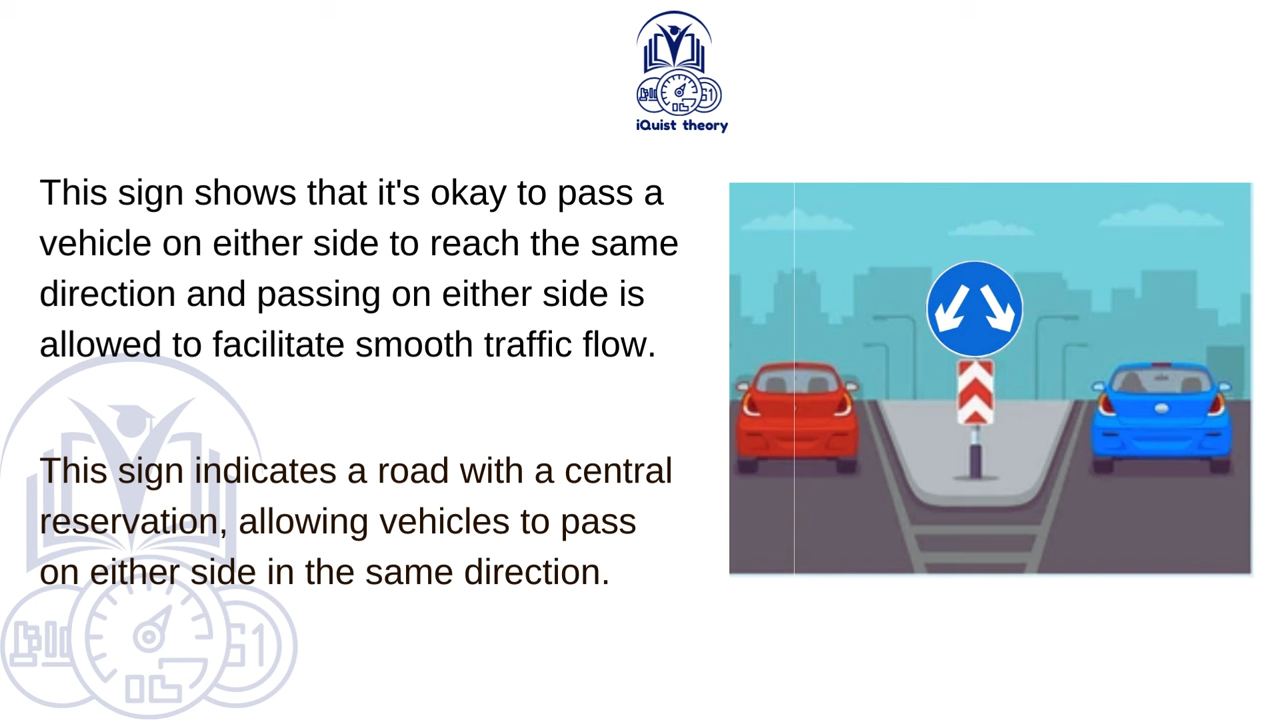 iQuist theory
This sign shows that it's okay to pass a
vehicle on either side to reach the same
direction and passing on either side is
allowed to facilitate smooth traffic flow.
This sign indicates a road with a central
reservation, allowing vehicles to pass
on either side in the same direction.